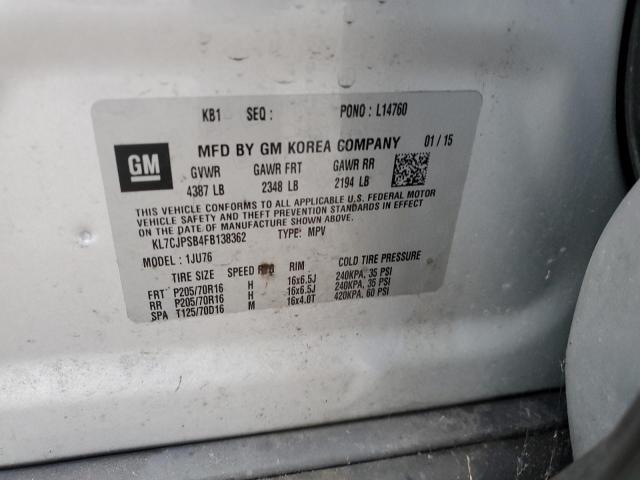 KB1 SEQ : PONO : L14760
GM MFD BY GM KOREA COMPANY 01 / 15
GVWR GAWR FRT GAWR RR
4387 LB 2348 LB 2194 LB
THIS VEHICLE CONFORMS TO ALL APPLICABLE U.S. FEDERAL MOTOR
VEHICLE SAFETY AND THEFT PREVENTION STANDARDS IN EFFECT
ON THE DATE OF MANUFACTURE SHOWN ABOVE.
KL7CJPSB4FB138362 TYPE: MPV
MODEL : 1JU76
TIRE SIZE SPEED RIM COLD TIRE PRESSURE
FRT P205/70R16 H 16x6.5J 240KPA, 35 PSI
RR P205/70R16 H 16x6.5J 240KPA, 35 PSI
SPA T125/70D16 M 16x4.0T 420KPA, 60 PSI